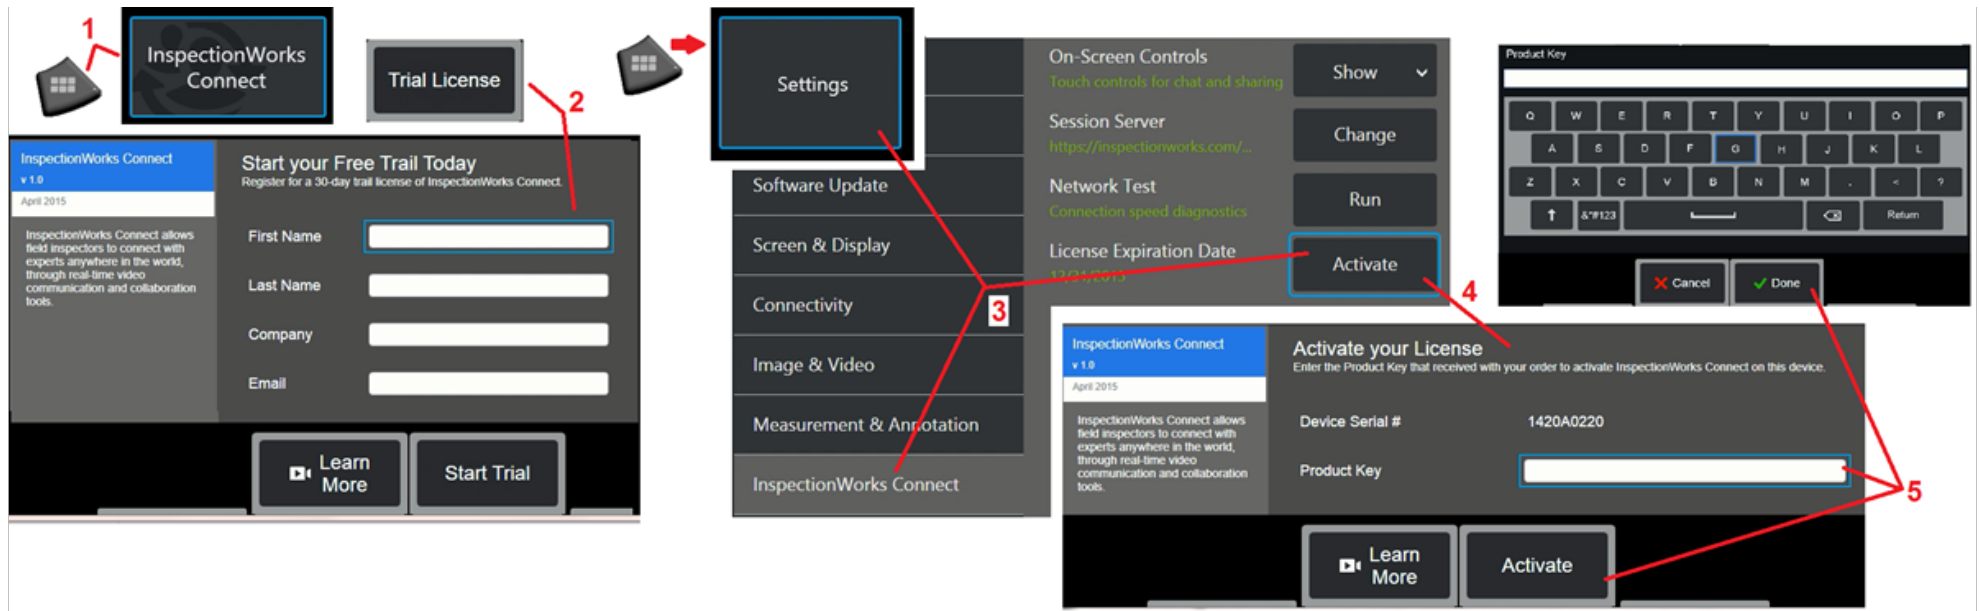 1
InspectionWorks
Connect
Trial License
2
InspectionWorks Connect
v 1.0
April 2015
InspectionWorks Connect allows
field inspectors to connect with
experts anywhere in the world,
through real-time video
communication and collaboration
tools.
Start your Free Trail Today
Register for a 30-day trail license of InspectionWorks Connect.
First Name
Last Name
Company
Email
Learn
More
Start Trial
Settings
Software Update
Screen & Display
Connectivity
Image & Video
Measurement & Annotation
InspectionWorks Connect
3
On-Screen Controls
Touch controls for chat and sharing
Show
Session Server
https://inspectionworks.com/...
Change
Network Test
Connection speed diagnostics
Run
License Expiration Date
12/31/2015
Activate
4
Product Key
Q W E R T Y U I O P
A S D F G H J K L
Z X C V B N M . < ?
&*#123 Return
Cancel
Done
InspectionWorks Connect
v 1.0
April 2015
InspectionWorks Connect allows
field inspectors to connect with
experts anywhere in the world,
through real-time video
communication and collaboration
tools.
Activate your License
Enter the Product Key that received with your order to activate InspectionWorks Connect on this device.
Device Serial # 1420A0220
Product Key
5
Learn
More
Activate